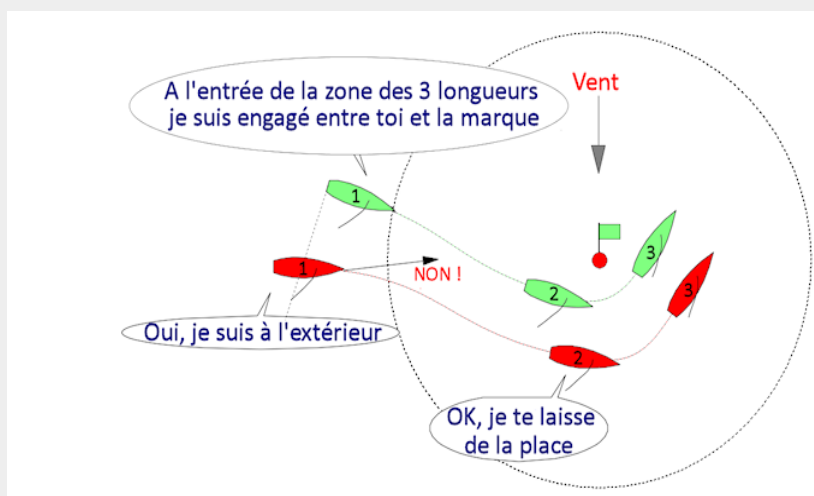 A l'entrée de la zone des 3 longueurs
je suis engagé entre toi et la marque
Vent
1
1
NON !
3
3
2
2
Oui, je suis à l'extérieur
OK, je te laisse
de la place